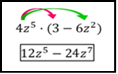 4z⁵ · (3 − 6z²)
12z⁵ − 24z⁷